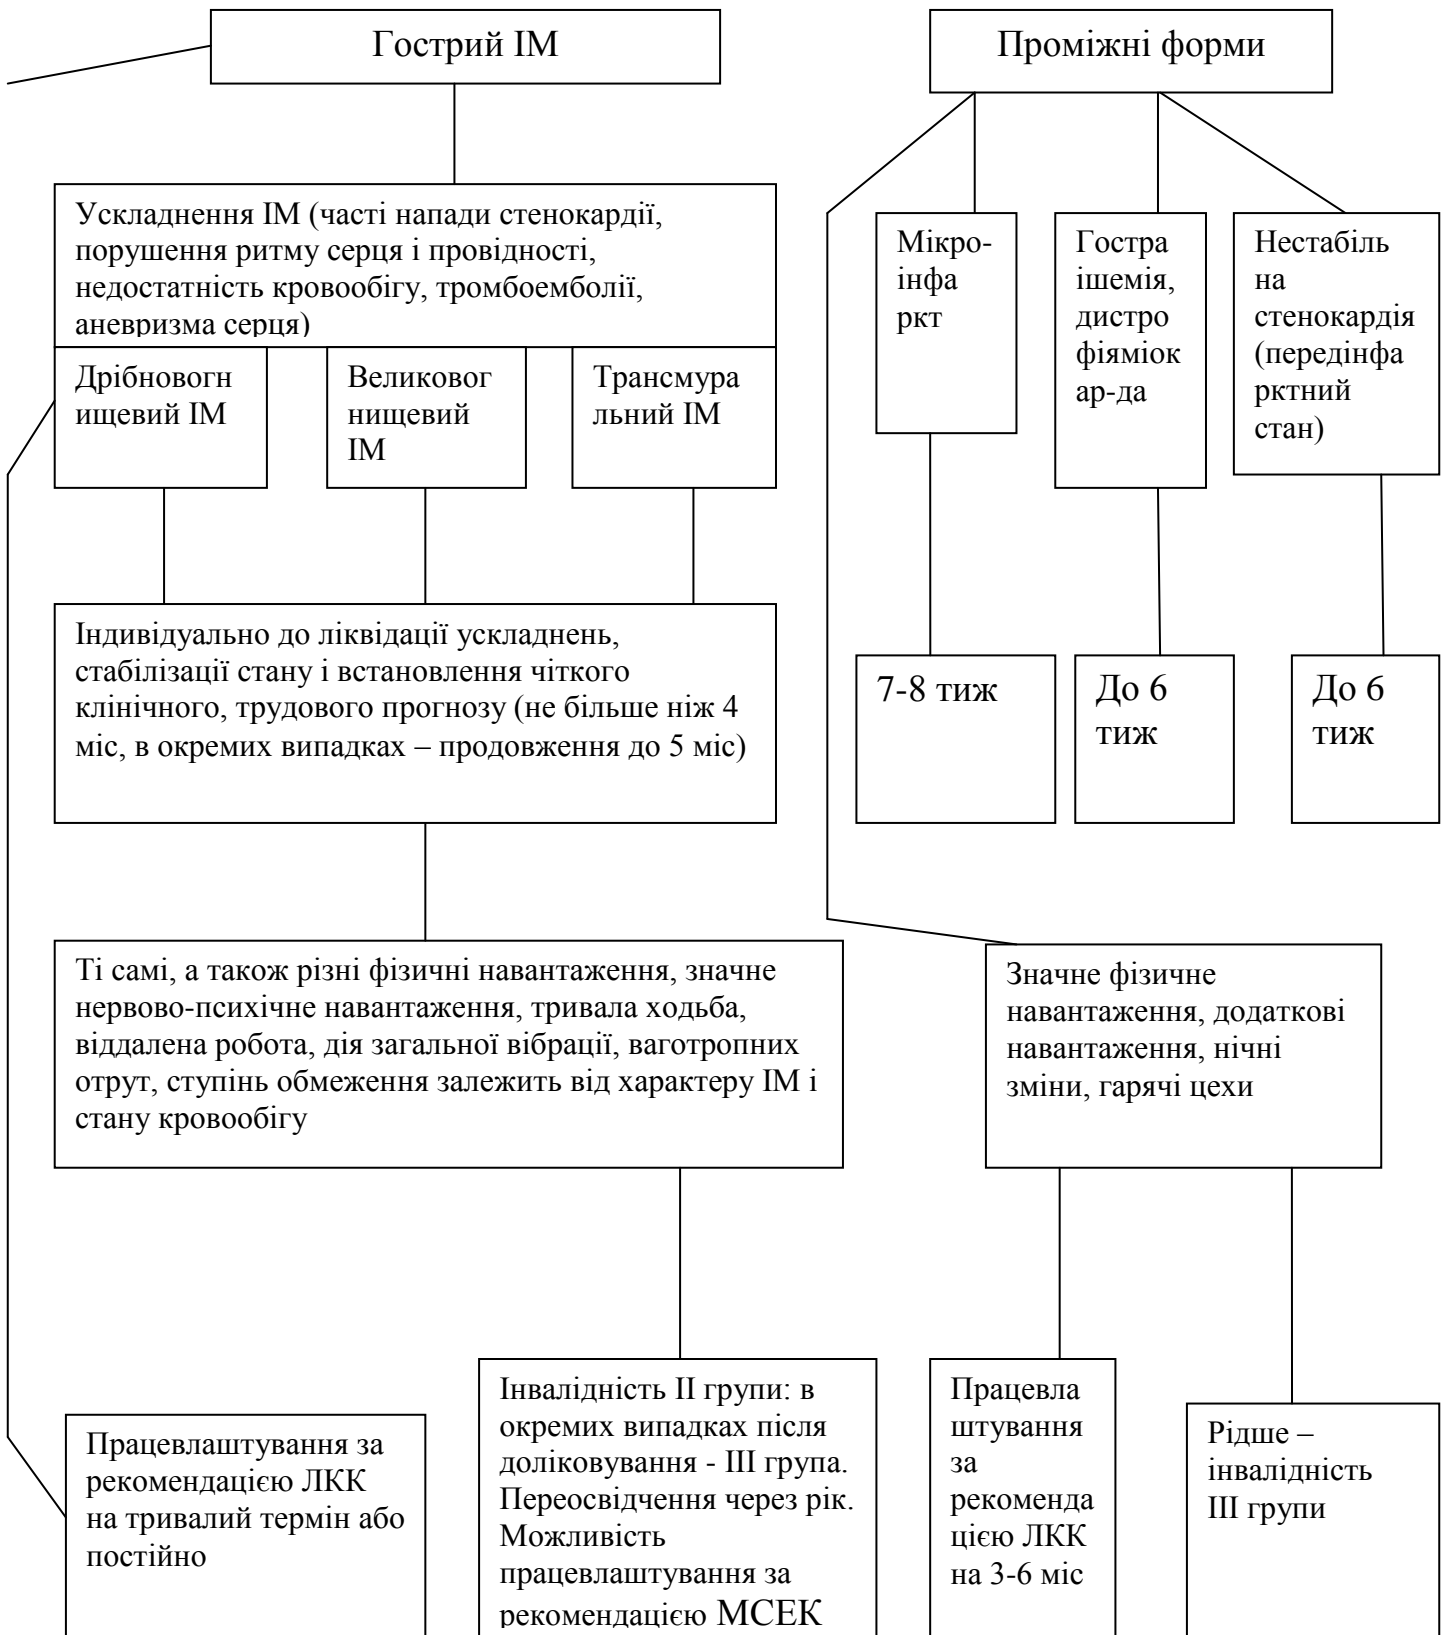 Гострий ІМ
Проміжні форми
Ускладнення ІМ (часті напади стенокардії,
порушення ритму серця і провідності,
недостатність кровообігу, тромбоемболії,
аневризма серця)
Дрібновогн
ищевий ІМ
Великовог
нищевий
ІМ
Трансмура
льний ІМ
Мікро-
інфа
ркт
Гостра
ішемія,
дистро
фіяміок
ар-да
Нестабіль
на
стенокардія
(передінфа
рктний
стан)
Індивідуально до ліквідації ускладнень,
стабілізації стану і встановлення чіткого
клінічного, трудового прогнозу (не більше ніж 4
міс, в окремих випадках – продовження до 5 міс)
7-8 тиж
До 6
тиж
До 6
тиж
Ті самі, а також різні фізичні навантаження, значне
нервово-психічне навантаження, тривала ходьба,
віддалена робота, дія загальної вібрації, ваготропних
отрут, ступінь обмеження залежить від характеру ІМ і
стану кровообігу
Значне фізичне
навантаження, додаткові
навантаження, нічні
зміни, гарячі цехи
Працевлаштування за
рекомендацією ЛКК
на тривалий термін або
постійно
Інвалідність ІІ групи: в
окремих випадках після
доліковування - ІІІ група.
Переосвідчення через рік.
Можливість
працевлаштування за
рекомендацією МСЕК
Працевла
штування
за
рекоменда
цією ЛКК
на 3-6 міс
Рідше –
інвалідність
ІІІ групи